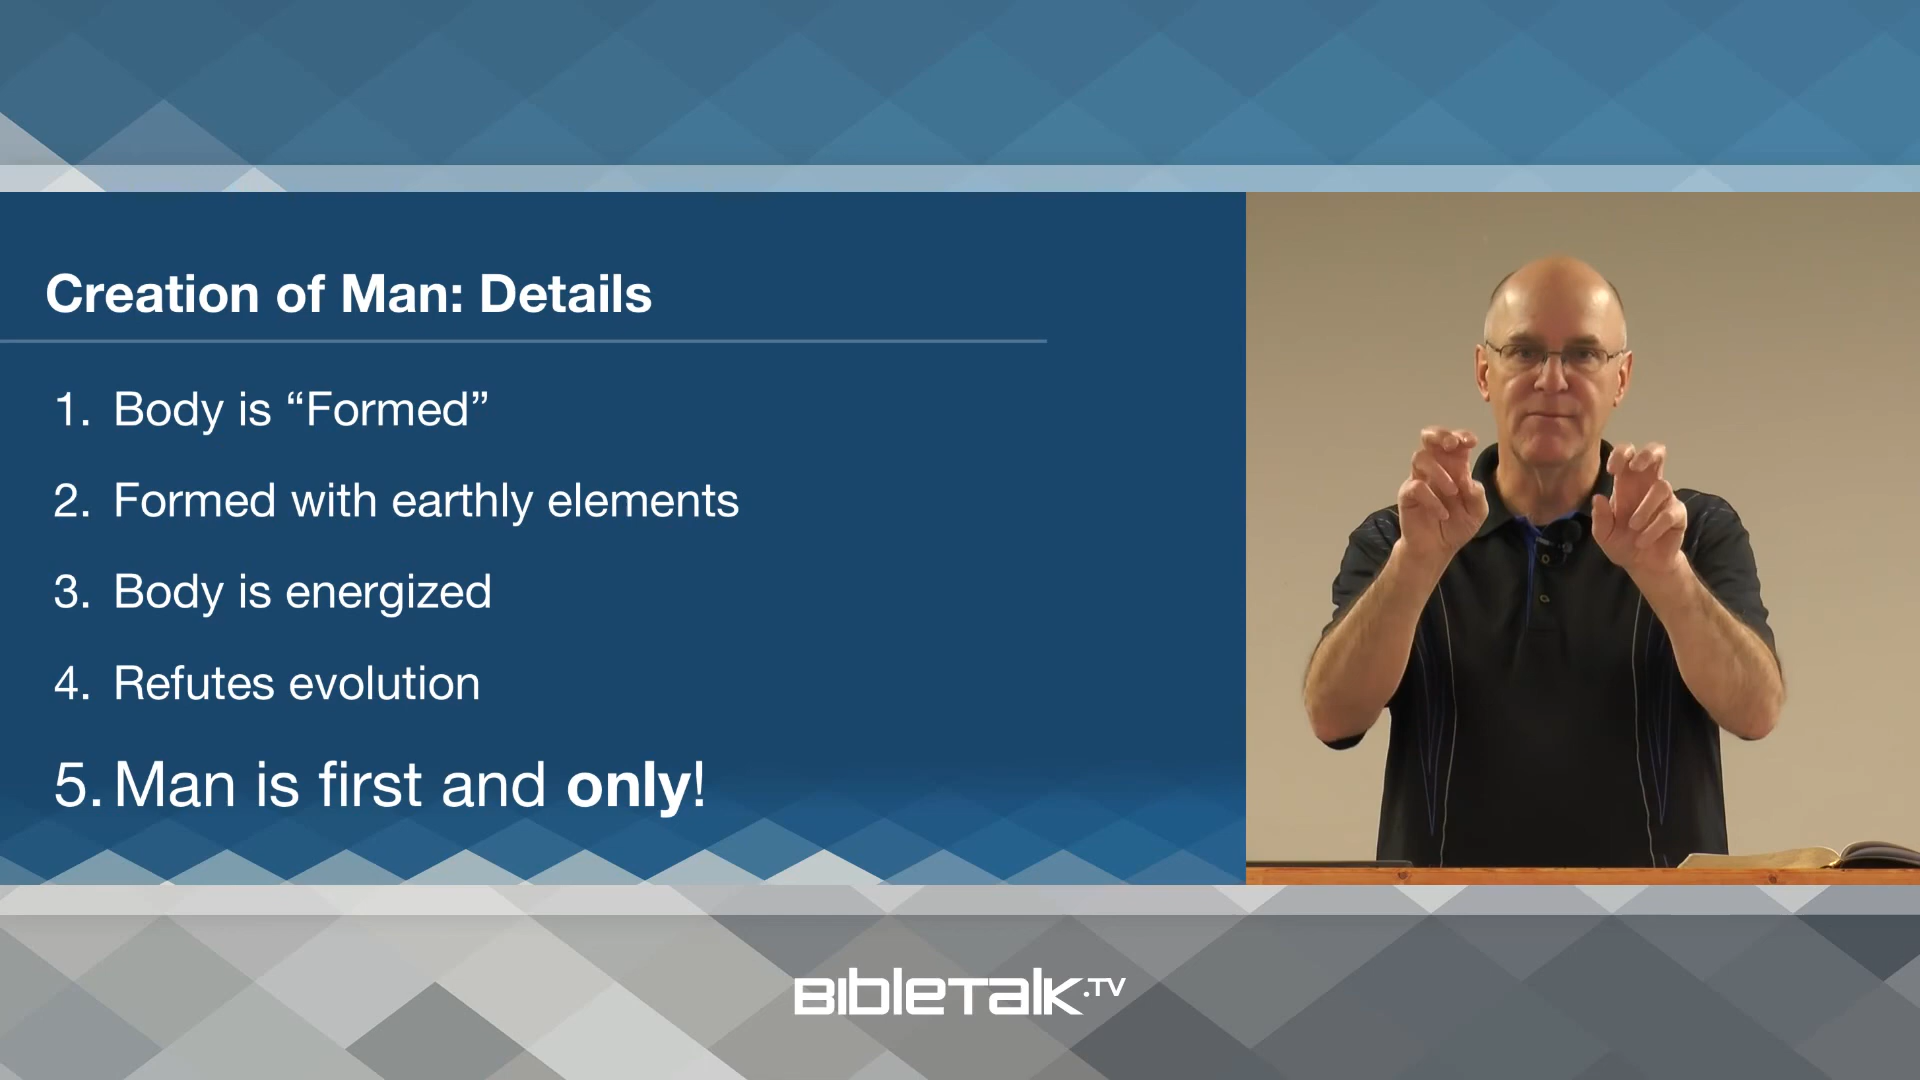 Creation of Man: Details
1. Body is “Formed”
2. Formed with earthly elements
3. Body is energized
4. Refutes evolution
5. Man is first and only!
BibleTalk.TV